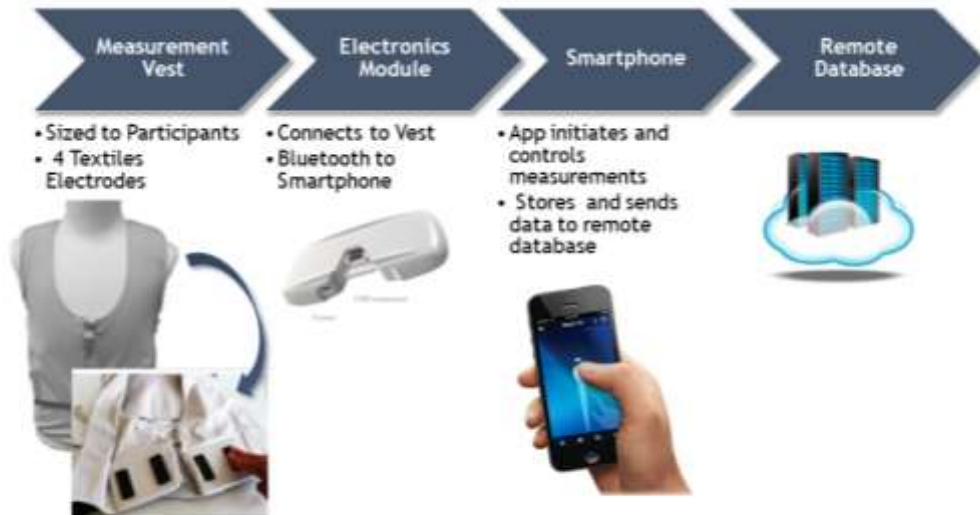 Measurement
Vest
Electronics
Module
Smartphone
Remote
Database
• Sized to Participants
• 4 Textiles
Electrodes
• Connects to Vest
• Bluetooth to
Smartphone
• App initiates and
controls
measurements
• Stores and sends
data to remote
database